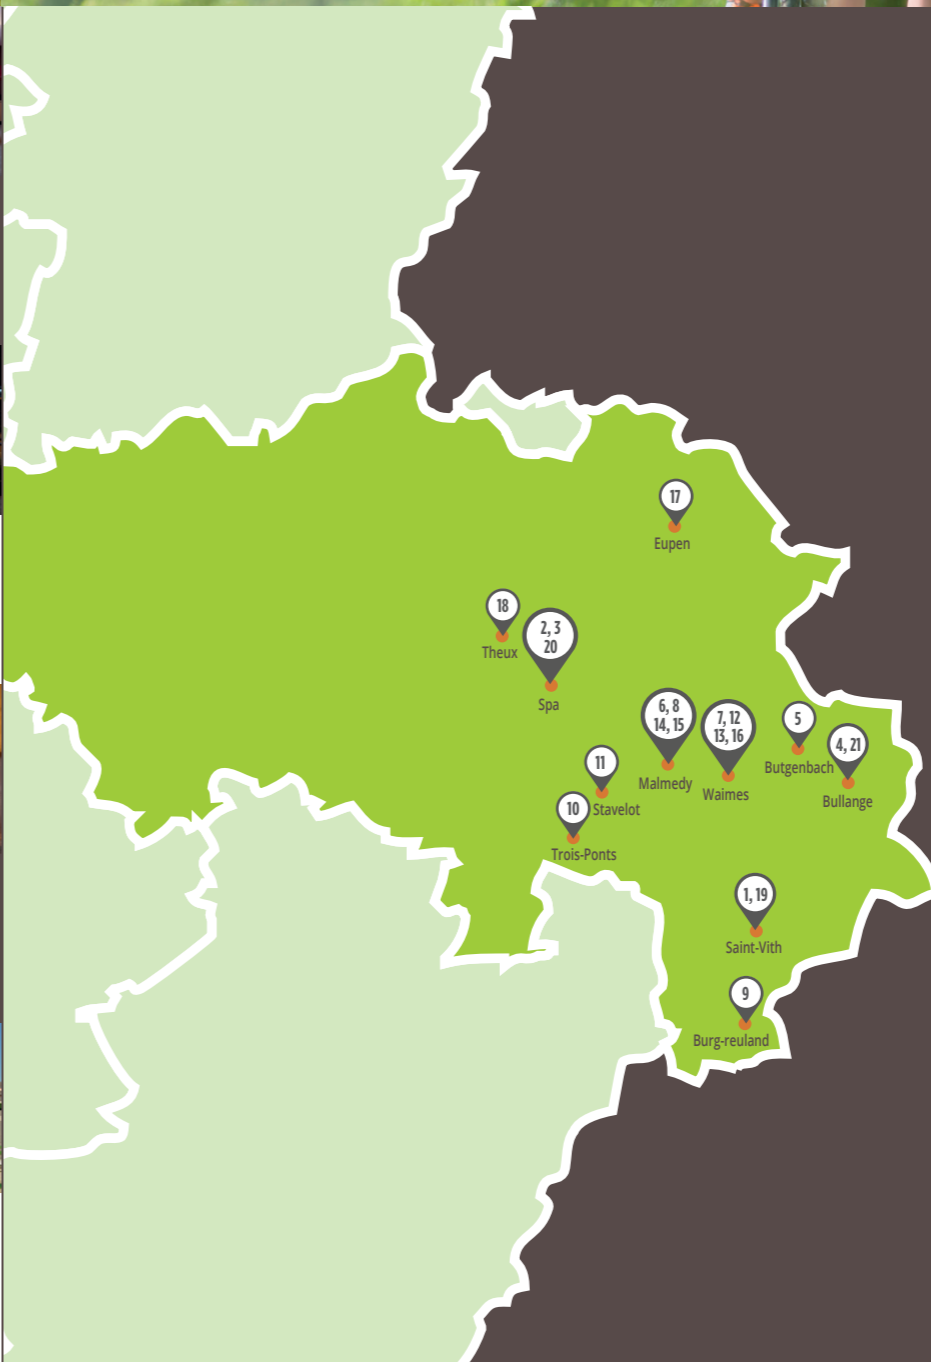 17
Eupen
18
Theux
2, 3
20
Spa
6, 8
14, 15
Malmedy
7, 12
13, 16
Waimes
5
Butgenbach
4, 21
Bullange
11
Stavelot
10
Trois-Ponts
1, 19
Saint-Vith
9
Burg-reuland